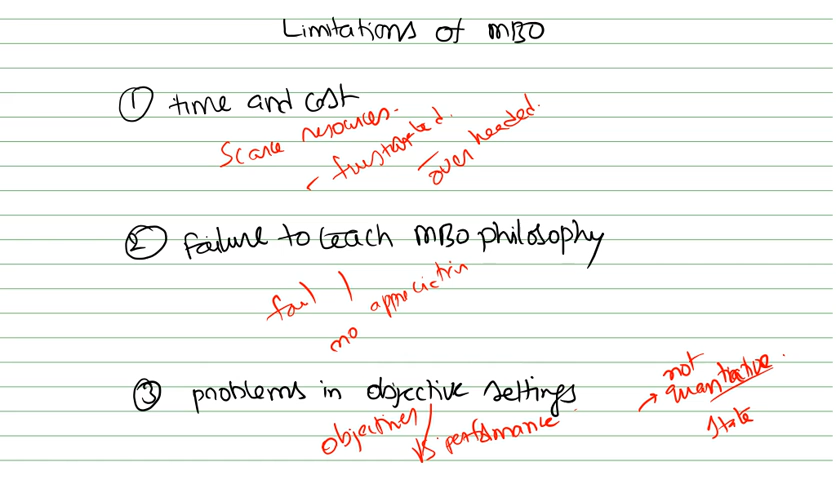 Limitations of MBO
① time and cost
Scarce resources.
- frustrated.
over headed.
② failure to teach MBO philosophy
fail
no appreciation
③ problems in objective settings
objectives
VS performance
not
→ quantitative.
state